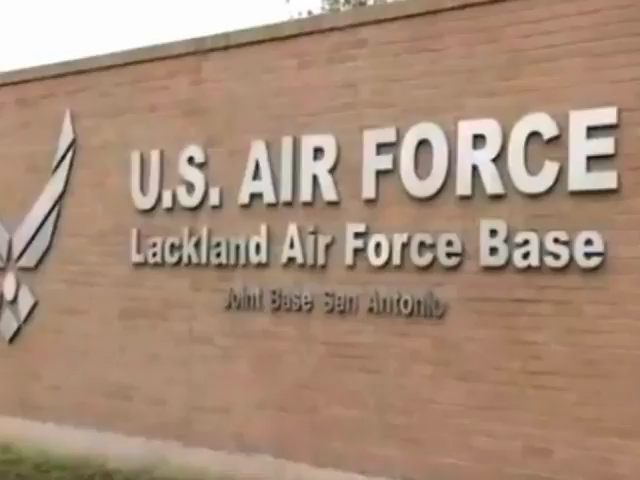 U.S. AIR FORCE
Lackland Air Force Base
Joint Base San Antonio